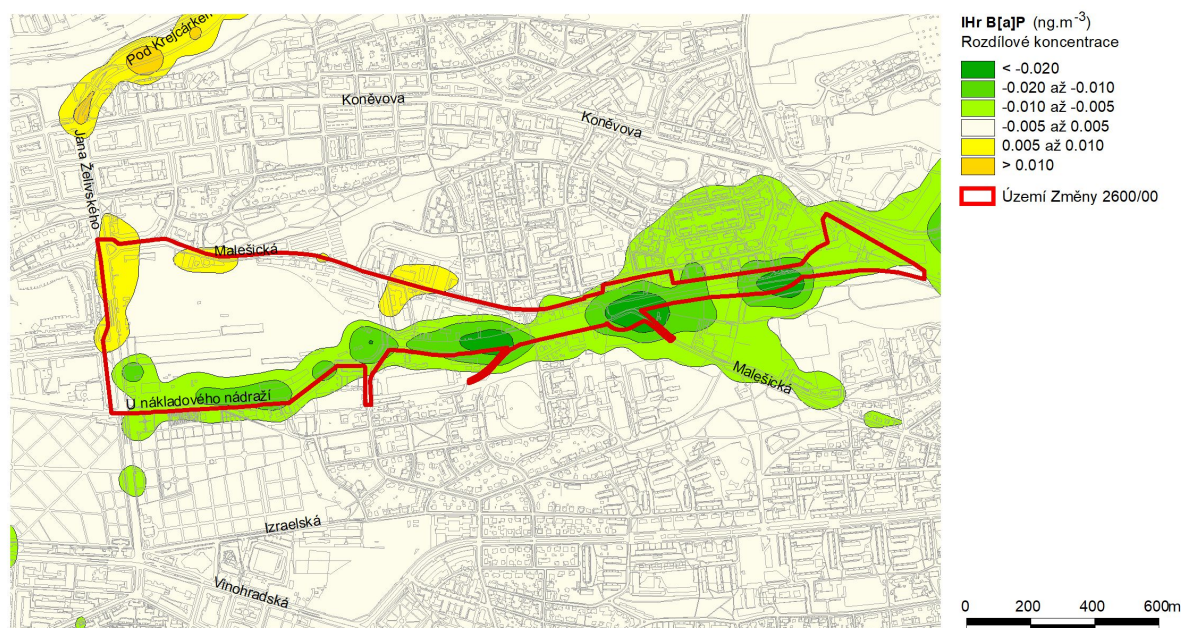 Pod Krejcárkem
Koněvova
Koněvova
Jana Želivského
Malešická
Malešická
U nákladového nádraží
Izraelská
Vinohradská
IHr B[a]P (ng.m-3)
Rozdílové koncentrace
< -0.020
-0.020 až -0.010
-0.010 až -0.005
-0.005 až 0.005
0.005 až 0.010
> 0.010
Území Změny 2600/00
0 200 400 600m